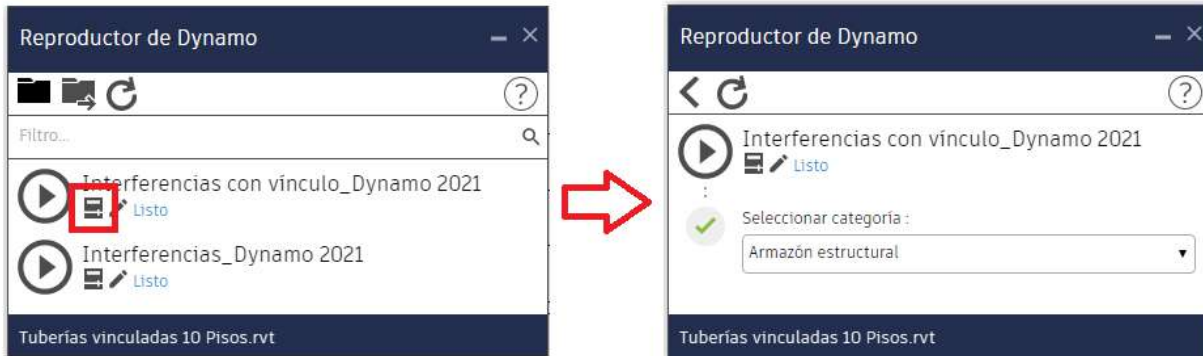 Reproductor de Dynamo
Filtro...
Interferencias con vínculo_Dynamo 2021
Listo
Interferencias_Dynamo 2021
Listo
Tuberías vinculadas 10 Pisos.rvt
Reproductor de Dynamo
Interferencias con vínculo_Dynamo 2021
Listo
:
Seleccionar categoría :
Armazón estructural
Tuberías vinculadas 10 Pisos.rvt